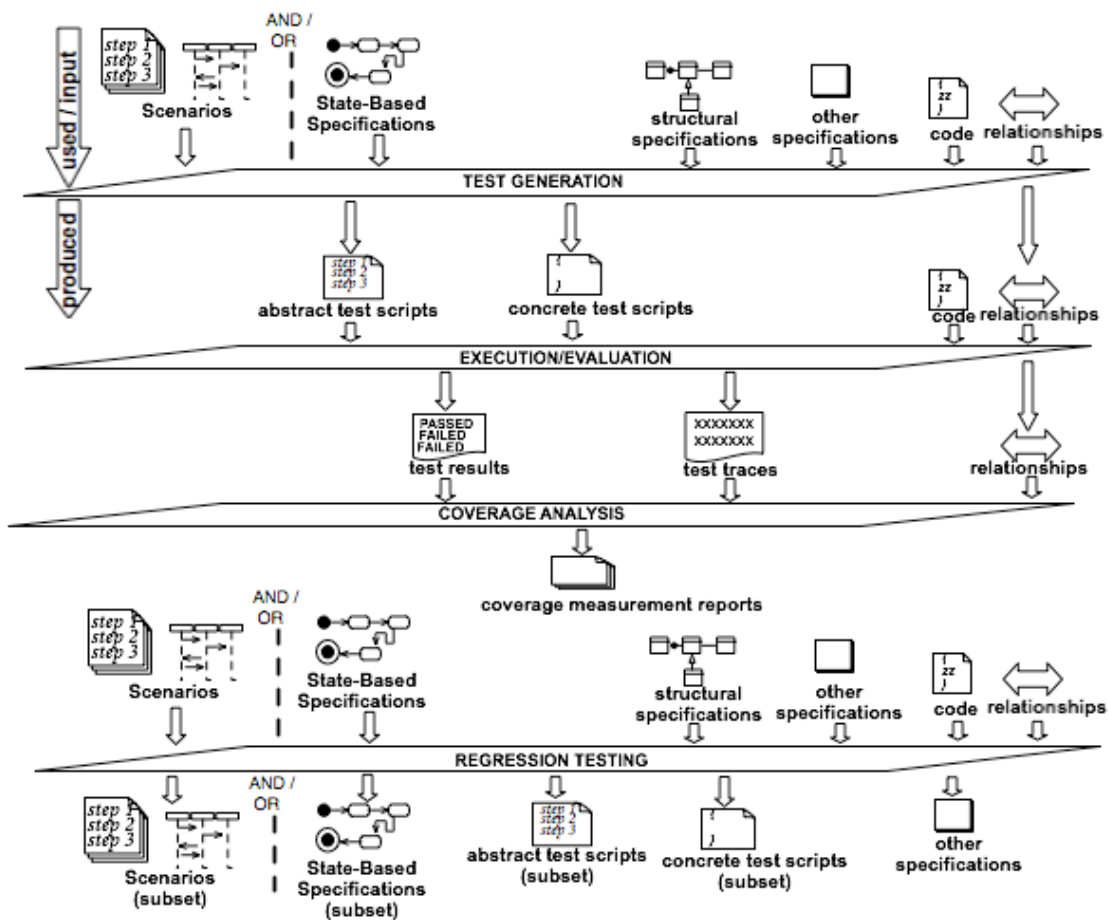 used / input
step 1
step 2
step 3
Scenarios
AND /
OR
State-Based
Specifications
structural
specifications
other
specifications
{
zz
}
code
relationships
TEST GENERATION
produced
step 1
step 2
step 3
abstract test scripts
{
}
concrete test scripts
{
zz
}
code
relationships
EXECUTION/EVALUATION
PASSED
FAILED
FAILED
test results
XXXXXXX
XXXXXXX
test traces
relationships
COVERAGE ANALYSIS
coverage measurement reports
step 1
step 2
step 3
Scenarios
AND /
OR
State-Based
Specifications
structural
specifications
other
specifications
{
zz
}
code
relationships
REGRESSION TESTING
step 1
step 2
step 3
Scenarios
(subset)
AND /
OR
State-Based
Specifications
(subset)
step 1
step 2
step 3
abstract test scripts
(subset)
{
}
concrete test scripts
(subset)
other
specifications